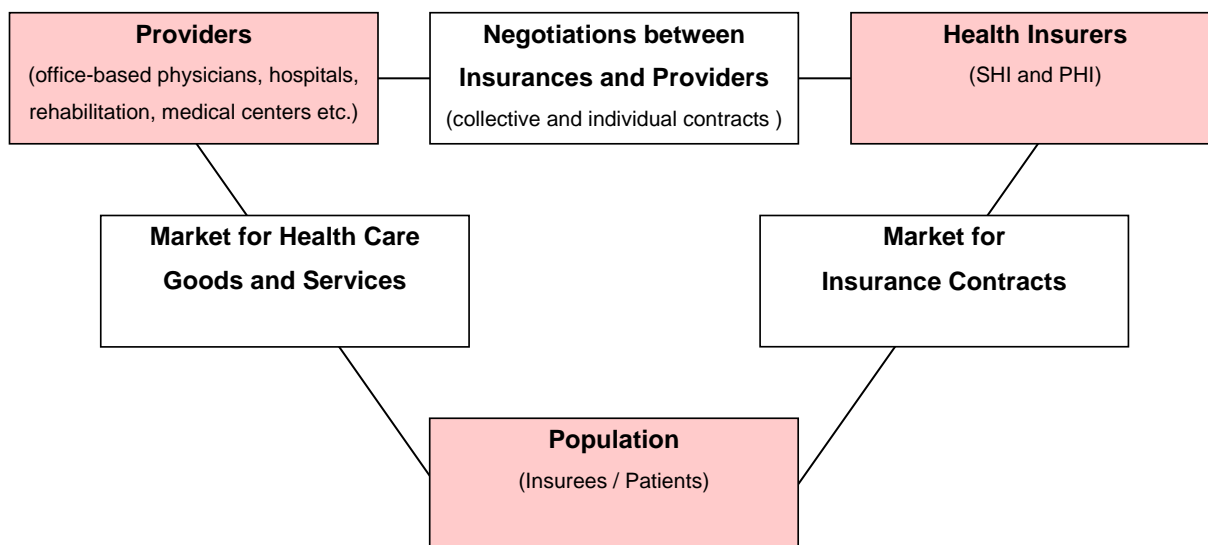 Providers
(office-based physicians, hospitals,
rehabilitation, medical centers etc.)
Negotiations between
Insurances and Providers
(collective and individual contracts )
Health Insurers
(SHI and PHI)
Market for Health Care
Goods and Services
Market for
Insurance Contracts
Population
(Insurees / Patients)